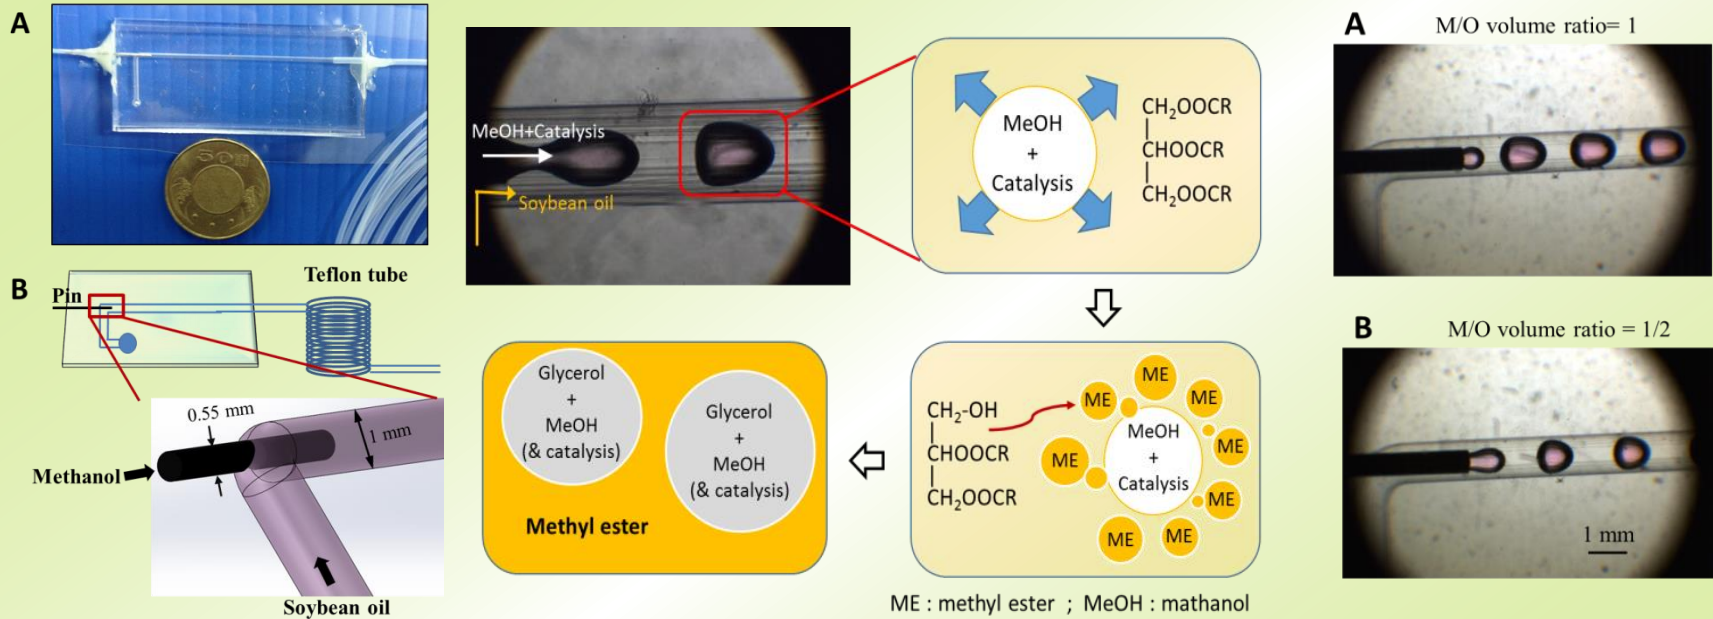 A
MeOH+Catalysis
Soybean oil
MeOH
+
Catalysis
CH₂OOCR
CHOOCR
CH₂OOCR
A
M/O volume ratio= 1
B
Pin
Teflon tube
0.55 mm
1 mm
Methanol
Soybean oil
Glycerol
+
MeOH
(& catalysis)
Glycerol
+
MeOH
(& catalysis)
Methyl ester
CH₂-OH
CHOOCR
CH₂OOCR
ME
ME
ME
MeOH
+
Catalysis
ME
ME
ME
ME
ME
ME : methyl ester ; MeOH : mathanol
B
M/O volume ratio = 1/2
1 mm